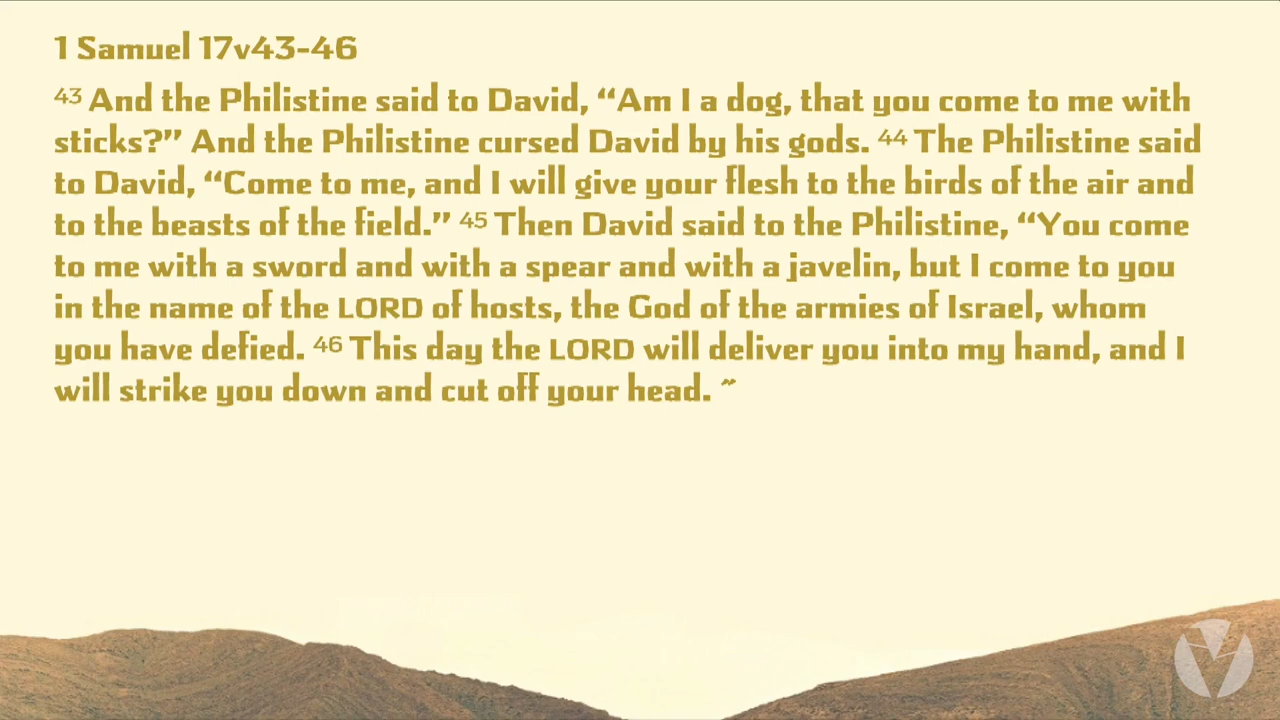 1 Samuel 17v43-46
43 And the Philistine said to David, “Am I a dog, that you come to me with
sticks?” And the Philistine cursed David by his gods. 44 The Philistine said
to David, “Come to me, and I will give your flesh to the birds of the air and
to the beasts of the field.” 45 Then David said to the Philistine, “You come
to me with a sword and with a spear and with a javelin, but I come to you
in the name of the LORD of hosts, the God of the armies of Israel, whom
you have defied. 46 This day the LORD will deliver you into my hand, and I
will strike you down and cut off your head. ~